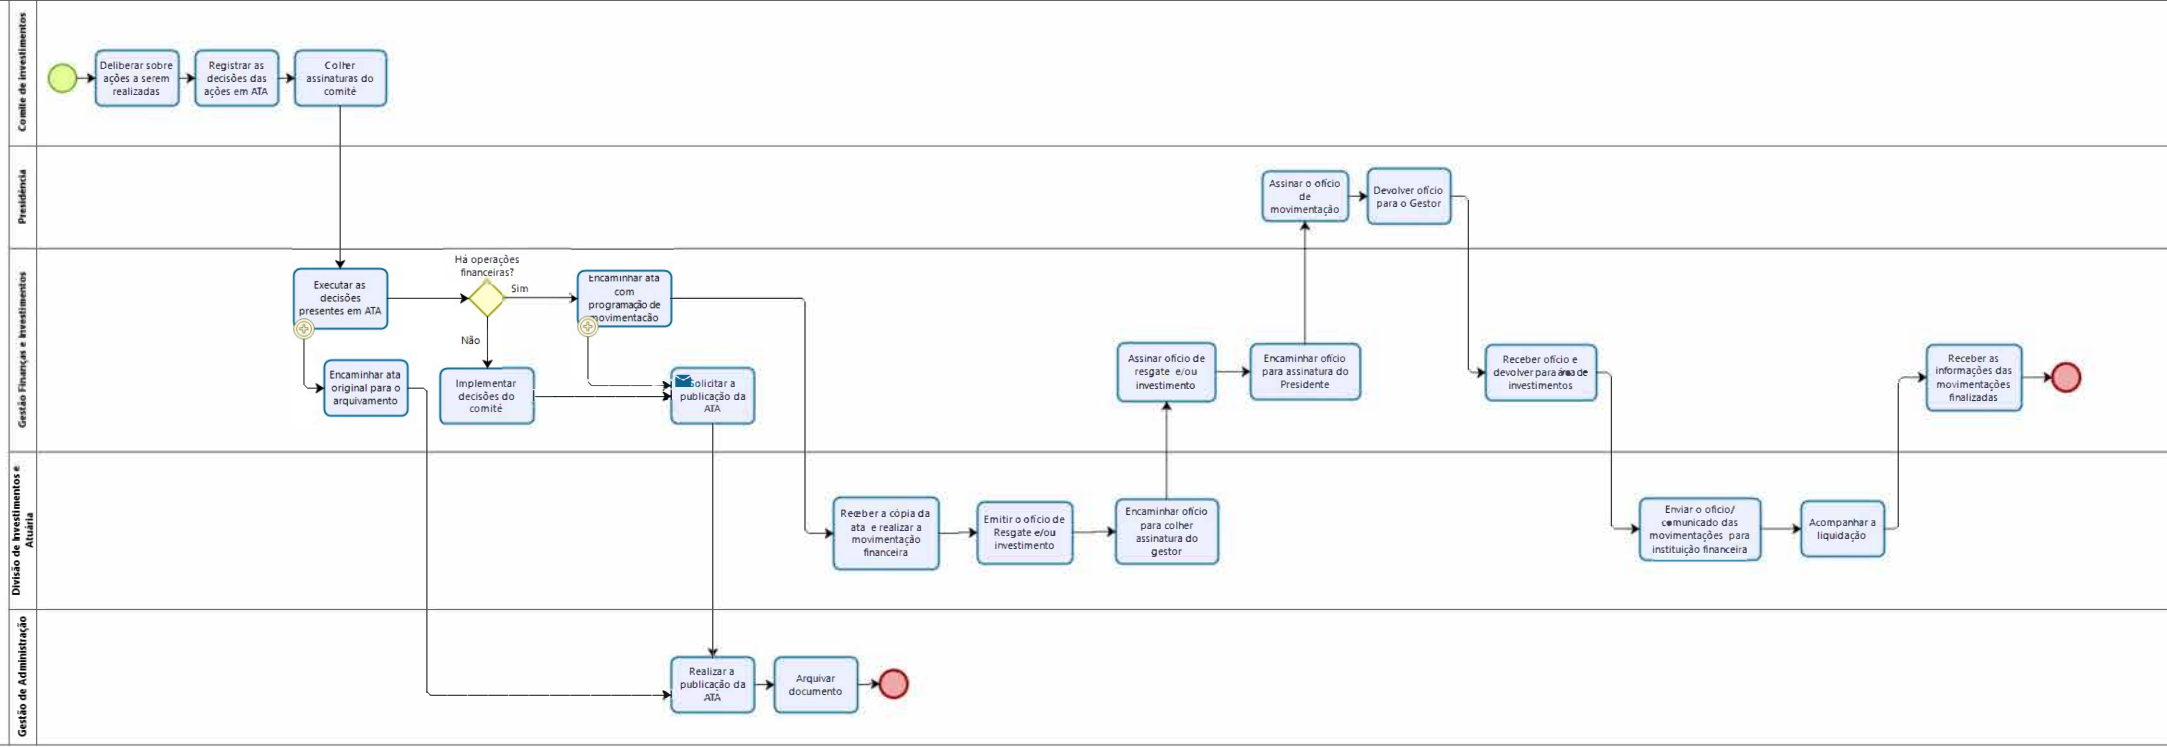 Comite de investimentos
Deliberar sobre
ações a serem
realizadas
Registrar as
decisões das
ações em ATA
Colher
assinaturas do
comitê
Presidência
Assinar o ofício
de
movimentação
Devolver ofício
para o Gestor
Gestão Finanças e Investimentos
Executar as
decisões
presentes em ATA
Há operações
financeiras?
Sim
Não
Encaminhar ata
com
programação de
movimentação
Encaminhar ata
original para o
arquivamento
Implementar
decisões do
comitê
Solicitar a
publicação da
ATA
Assinar ofício de
resgate e/ou
investimento
Encaminhar ofício
para assinatura do
Presidente
Receber ofício e
devolver para área de
investimentos
Receber as
informações das
movimentações
finalizadas
Divisão de Investimentos e
Atuária
Receber a cópia da
ata e realizar a
movimentação
financeira
Emitir o ofício de
Resgate e/ou
investimento
Encaminhar ofício
para colher
assinatura do
gestor
Enviar o ofício/
comunicado das
movimentações para
instituição financeira
Acompanhar a
liquidação
Gestão de Administração
Realizar a
publicação da
ATA
Arquivar
documento